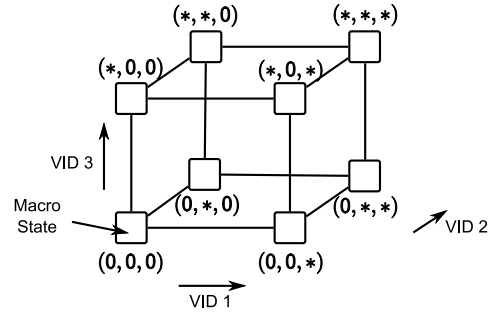 (*,*,0) (*,*,*)
(*,0,0) (*,0,*)
VID 3
Macro
State
(0,*,0) (0,*,*)
VID 2
(0,0,0) (0,0,*)
VID 1